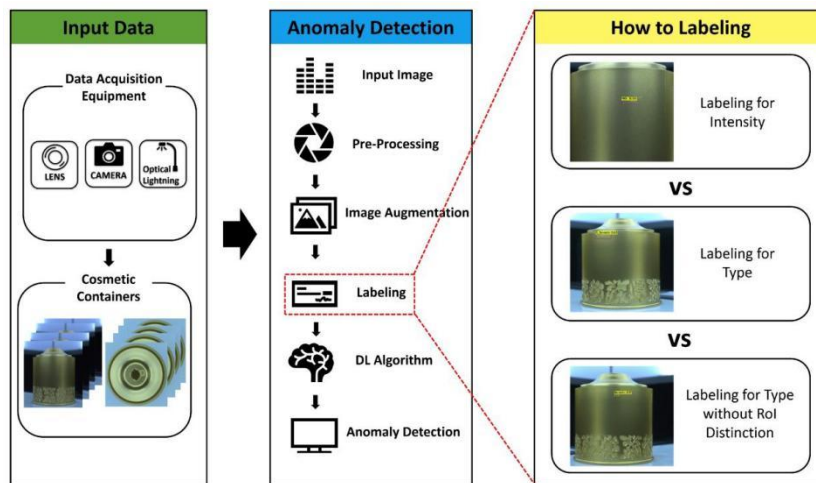 Input Data
Data Acquisition
Equipment
LENS
CAMERA
Optical
Lightning
Cosmetic
Containers
Anomaly Detection
Input Image
Pre-Processing
Image Augmentation
Labeling
DL Algorithm
Anomaly Detection
How to Labeling
Labeling for
Intensity
VS
Labeling for
Type
VS
Labeling for Type
without RoI
Distinction